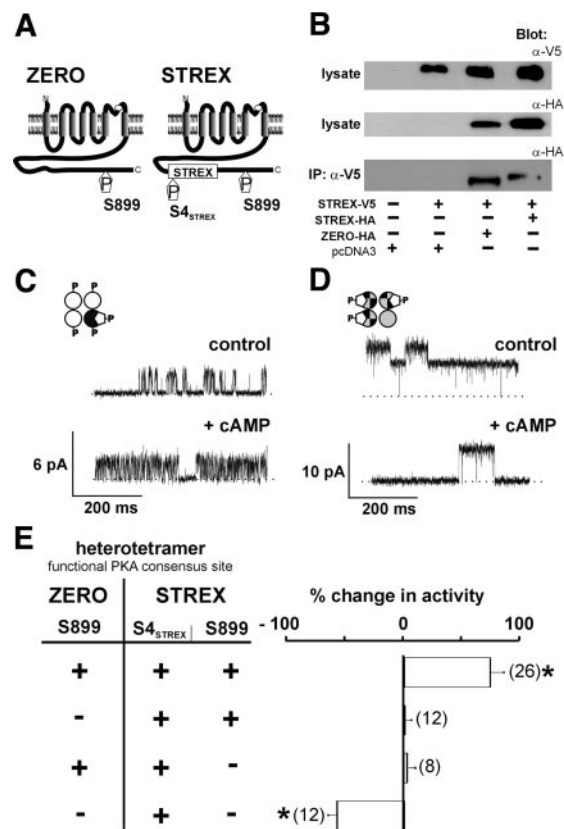 A
ZERO
STREX
N
N
C
C
STREX
P
P
P
S899
S4STREX
S899
B
Blot:
α-V5
lysate
α-HA
lysate
α-HA
IP: α-V5
STREX-V5 - + + +
STREX-HA - - - +
ZERO-HA - - + -
pcDNA3 + + - -
C
P P
P
P P
control
+ cAMP
6 pA
200 ms
D
P P
P
control
+ cAMP
10 pA
200 ms
E
heterotetramer
functional PKA consensus site
ZERO STREX
% change in activity
S899 S4STREX S899
- 100 0 100
+ + + (26) *
- + + (12)
+ + - (8)
- + - * (12)